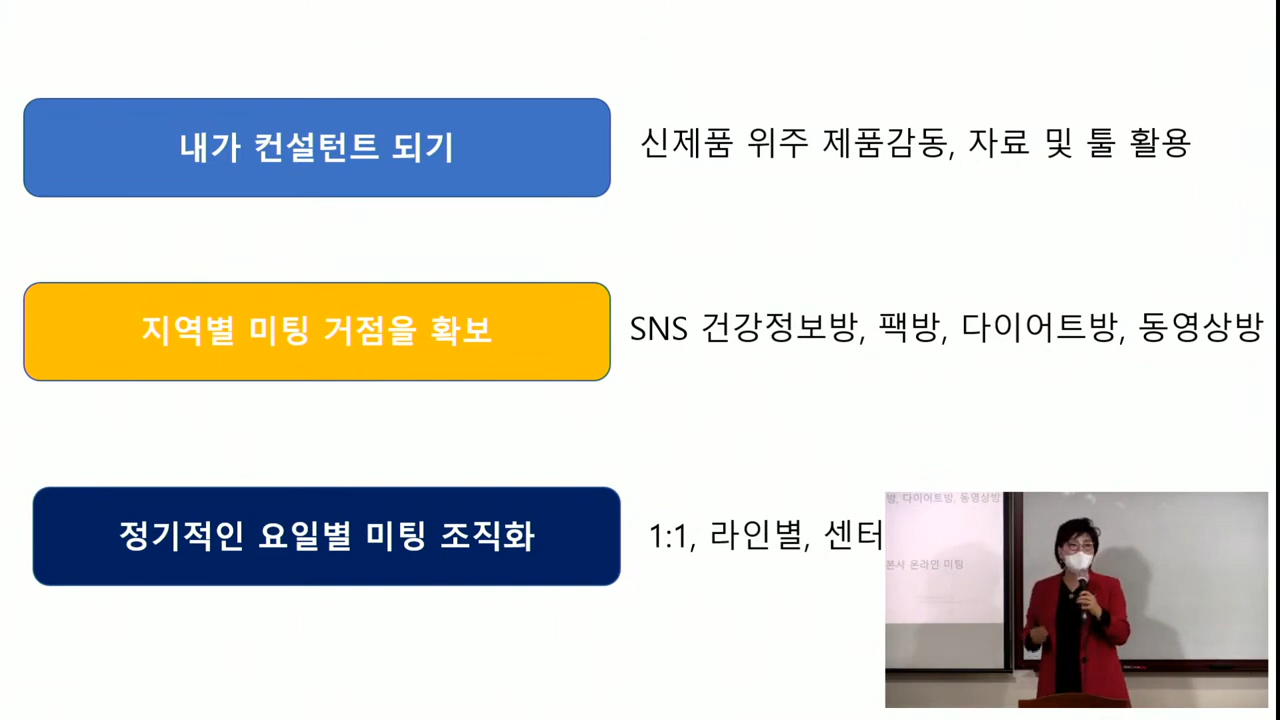 내가 컨설턴트 되기
신제품 위주 제품감동, 자료 및 툴 활용
지역별 미팅 거점을 확보
SNS 건강정보방, 팩방, 다이어트방, 동영상방
정기적인 요일별 미팅 조직화
1:1, 라인별, 센터
방, 다이어트방, 동영상방
본사 온라인 미팅